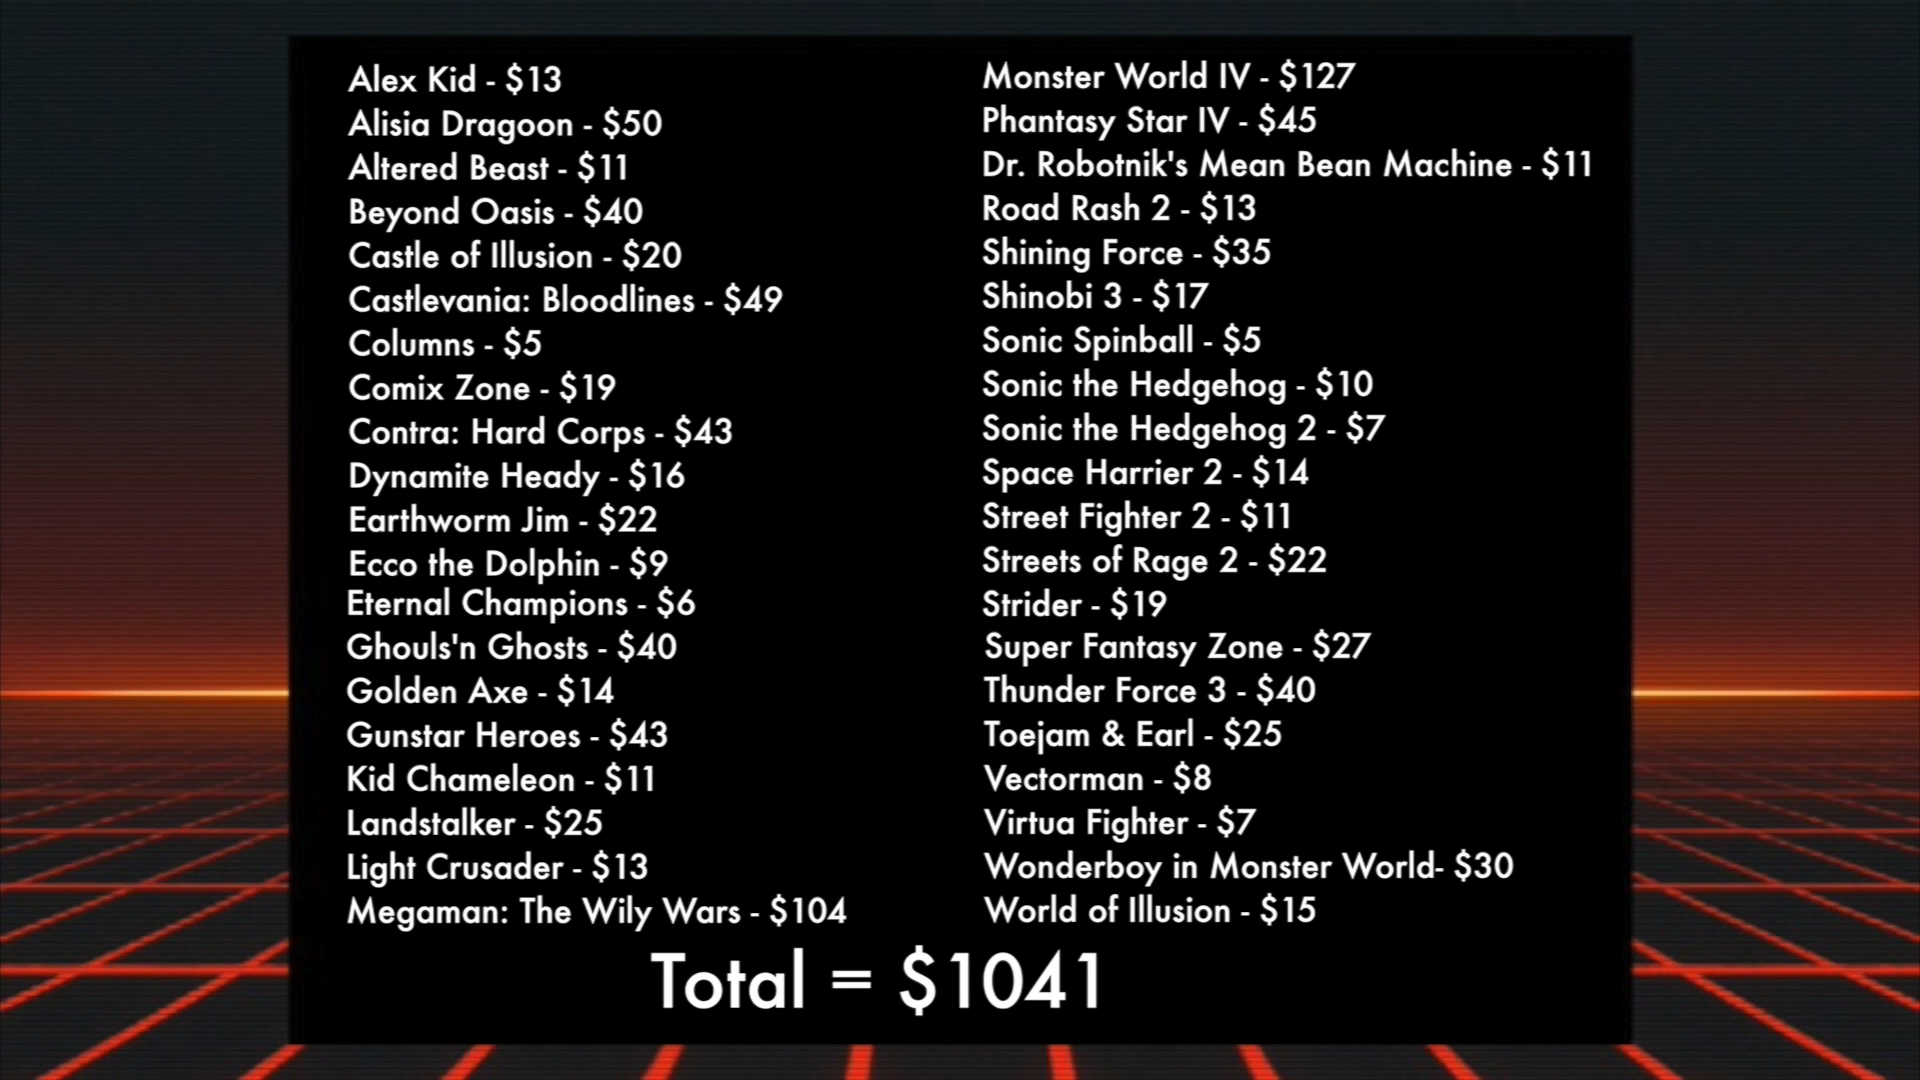 Alex Kid - $13
Alisia Dragoon - $50
Altered Beast - $11
Beyond Oasis - $40
Castle of Illusion - $20
Castlevania: Bloodlines - $49
Columns - $5
Comix Zone - $19
Contra: Hard Corps - $43
Dynamite Heady - $16
Earthworm Jim - $22
Ecco the Dolphin - $9
Eternal Champions - $6
Ghouls'n Ghosts - $40
Golden Axe - $14
Gunstar Heroes - $43
Kid Chameleon - $11
Landstalker - $25
Light Crusader - $13
Megaman: The Wily Wars - $104
Monster World IV - $127
Phantasy Star IV - $45
Dr. Robotnik's Mean Bean Machine - $11
Road Rash 2 - $13
Shining Force - $35
Shinobi 3 - $17
Sonic Spinball - $5
Sonic the Hedgehog - $10
Sonic the Hedgehog 2 - $7
Space Harrier 2 - $14
Street Fighter 2 - $11
Streets of Rage 2 - $22
Strider - $19
Super Fantasy Zone - $27
Thunder Force 3 - $40
Toejam & Earl - $25
Vectorman - $8
Virtua Fighter - $7
Wonderboy in Monster World- $30
World of Illusion - $15
Total = $1041